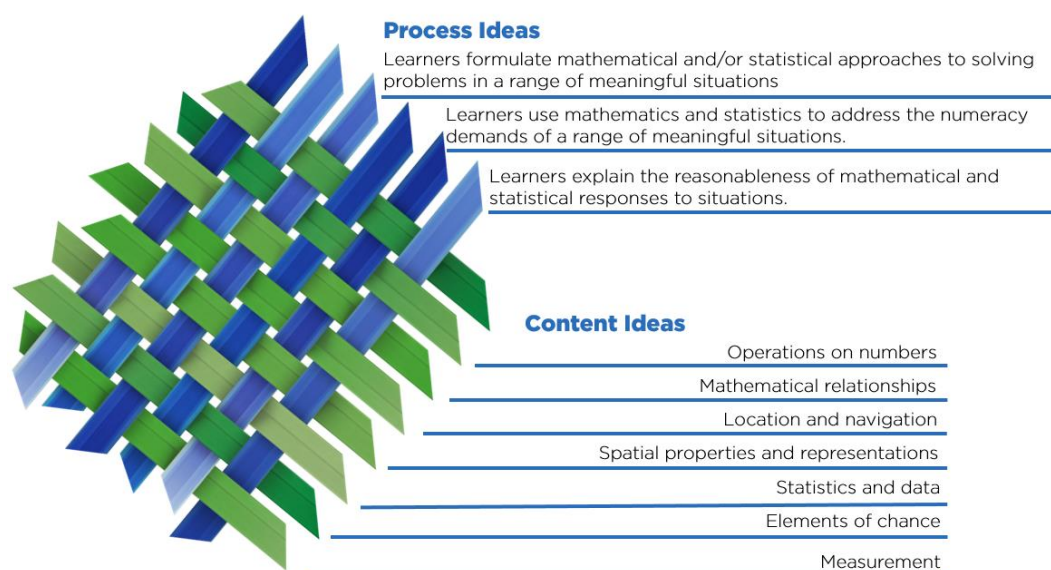 Process Ideas
Learners formulate mathematical and/or statistical approaches to solving
problems in a range of meaningful situations
Learners use mathematics and statistics to address the numeracy
demands of a range of meaningful situations.
Learners explain the reasonableness of mathematical and
statistical responses to situations.
Content Ideas
Operations on numbers
Mathematical relationships
Location and navigation
Spatial properties and representations
Statistics and data
Elements of chance
Measurement